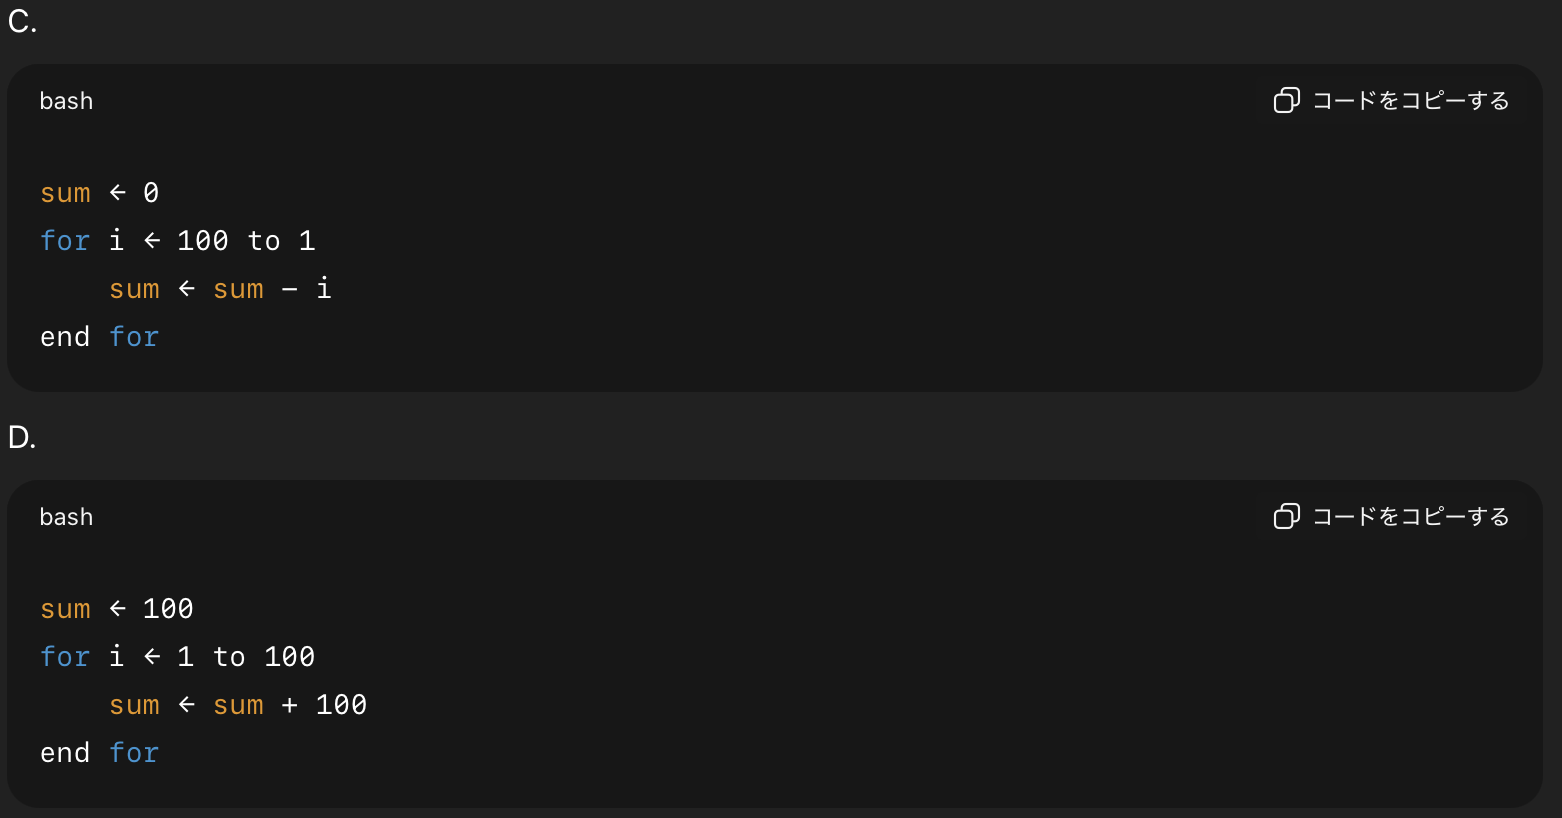 C.
bash コードをコピーする
sum ← 0
for i ← 100 to 1
    sum ← sum - i
end for
D.
bash コードをコピーする
sum ← 100
for i ← 1 to 100
    sum ← sum + 100
end for